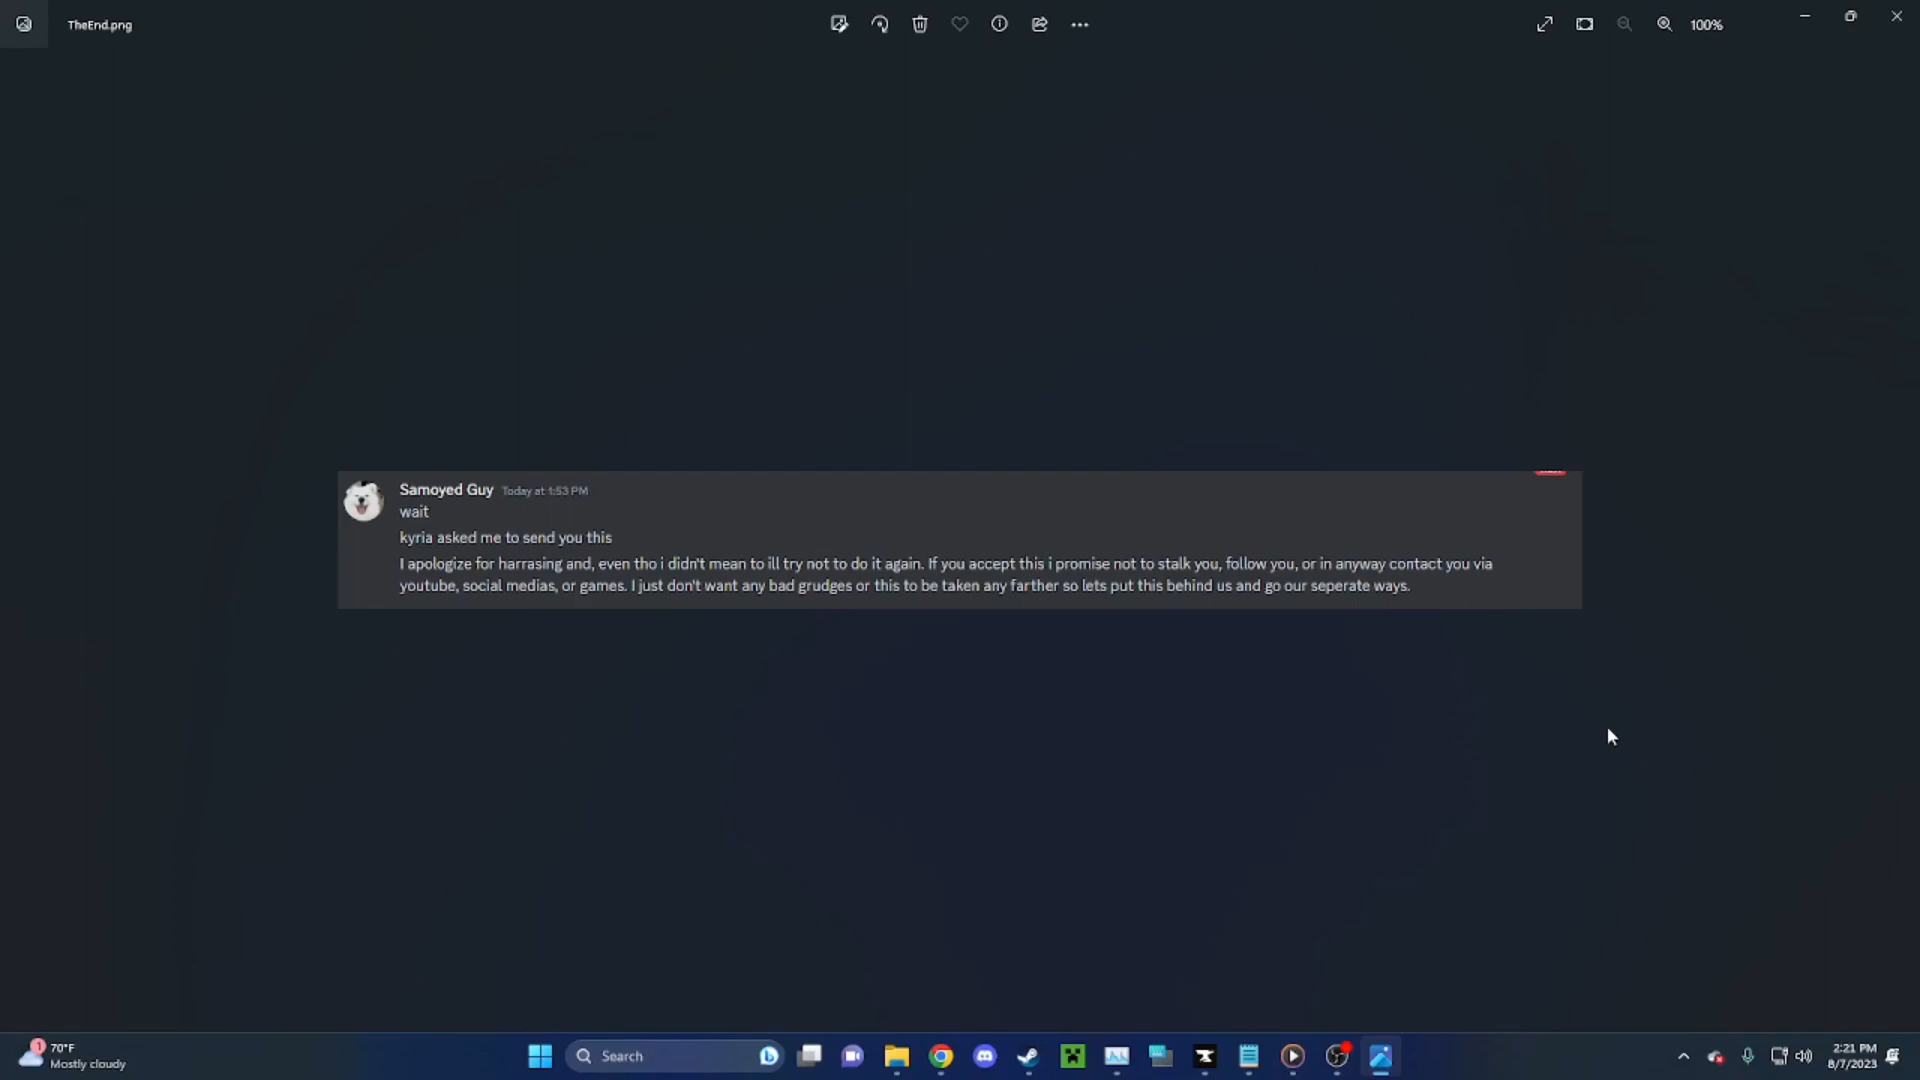 TheEnd.png
100%
Samoyed Guy Today at 1:53 PM
wait
kyria asked me to send you this
I apologize for harrasing and, even tho i didn't mean to ill try not to do it again. If you accept this i promise not to stalk you, follow you, or in anyway contact you via
youtube, social medias, or games. I just don't want any bad grudges or this to be taken any farther so lets put this behind us and go our seperate ways.
1
70°F
Mostly cloudy
Search
2:21 PM
8/7/2023